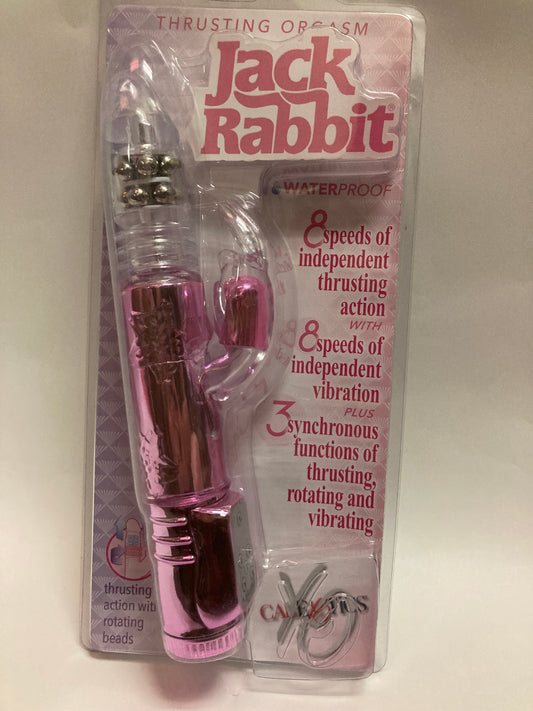 THRUSTING ORGASM
Jack
Rabbit®
WATERPROOF
8 speeds of
independent
thrusting
action
WITH
8 speeds of
independent
vibration
PLUS
3 synchronous
functions of
thrusting,
rotating and
vibrating
thrusting
action with
rotating
beads
XO
CALEXOTICS